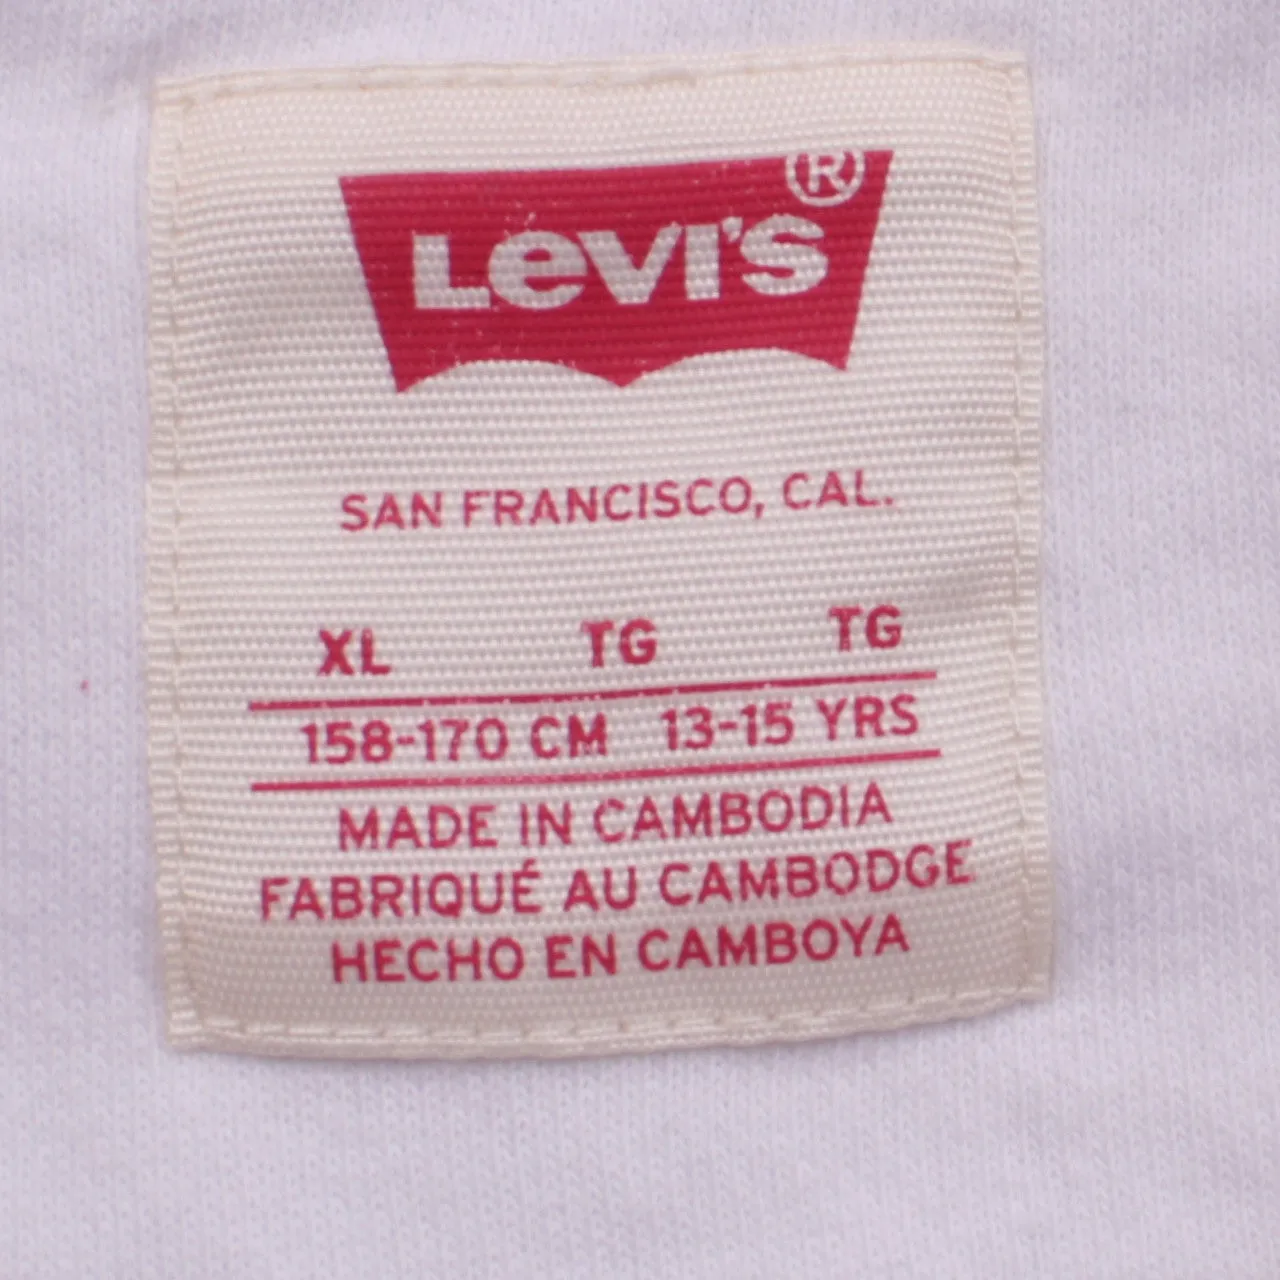 Levi's ®
SAN FRANCISCO, CAL.
XL TG TG
158-170 CM 13-15 YRS
MADE IN CAMBODIA
FABRIQUÉ AU CAMBODGE
HECHO EN CAMBOYA